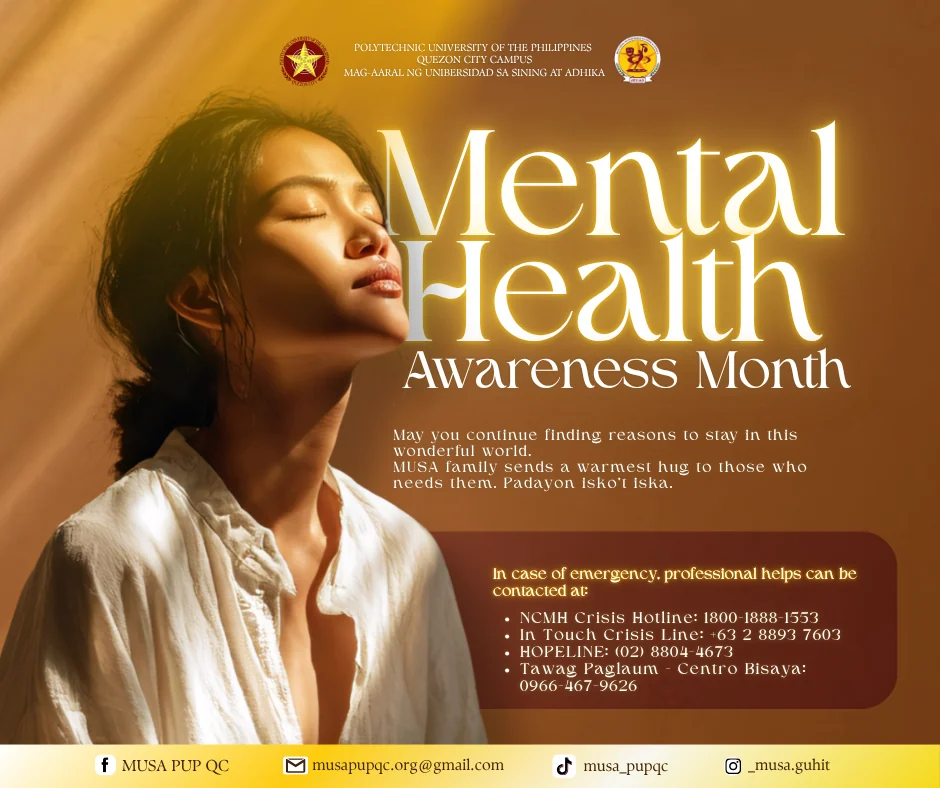 POLYTECHNIC UNIVERSITY OF THE PHILIPPINES
QUEZON CITY CAMPUS
MAG-AARAL NG UNIBERSIDAD SA SINING AT ADHIKA
Mental
Health
Awareness Month
May you continue finding reasons to stay in this
wonderful world.
MUSA family sends a warmest hug to those who
needs them. Padayon Isko't Iska.
In case of emergency, professional helps can be
contacted at:
• NCMH Crisis Hotline: 1800-1888-1553
• In Touch Crisis Line: +63 2 8893 7603
• HOPELINE: (02) 8804-4673
• Tawag Paglaum - Centro Bisaya:
0966-467-9626
MUSA PUP QC
musapupqc.org@gmail.com
musa_pupqc
_musa.guhit